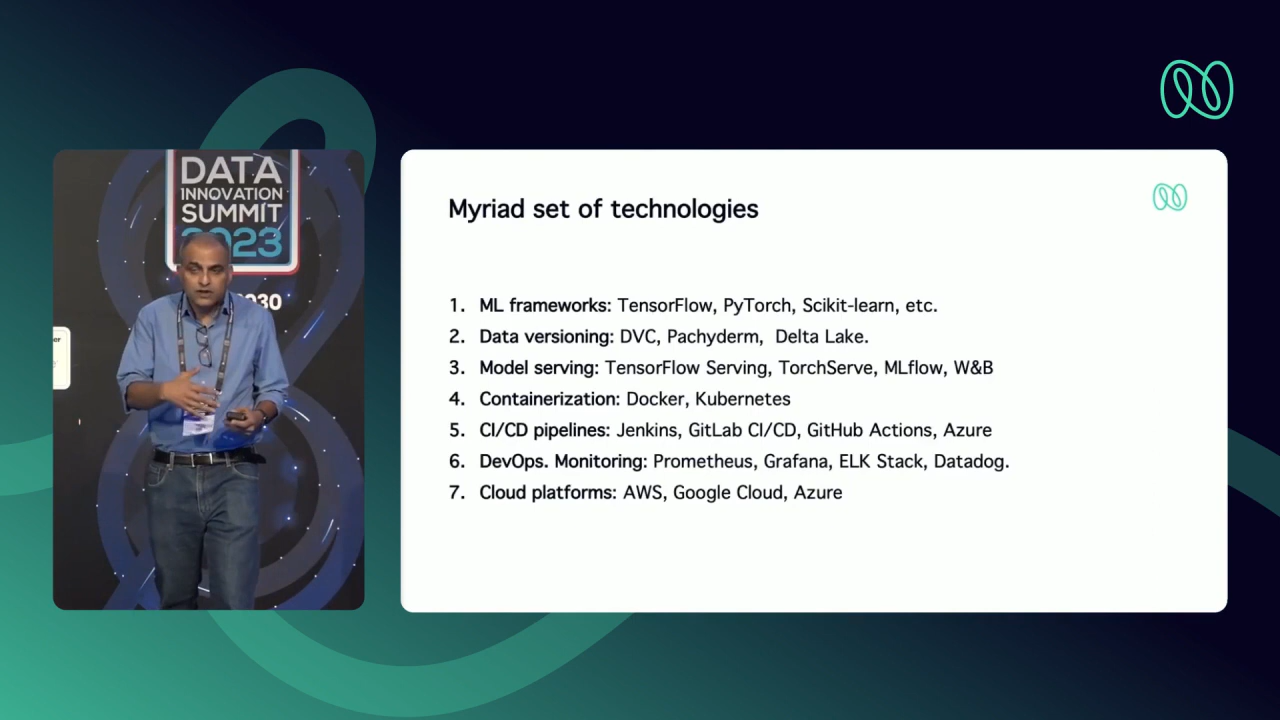 DATA
INNOVATION
SUMMIT
2023
Myriad set of technologies
1. ML frameworks: TensorFlow, PyTorch, Scikit-learn, etc.
2. Data versioning: DVC, Pachyderm,  Delta Lake.
3. Model serving: TensorFlow Serving, TorchServe, MLflow, W&B
4. Containerization: Docker, Kubernetes
5. CI/CD pipelines: Jenkins, GitLab CI/CD, GitHub Actions, Azure
6. DevOps. Monitoring: Prometheus, Grafana, ELK Stack, Datadog.
7. Cloud platforms: AWS, Google Cloud, Azure